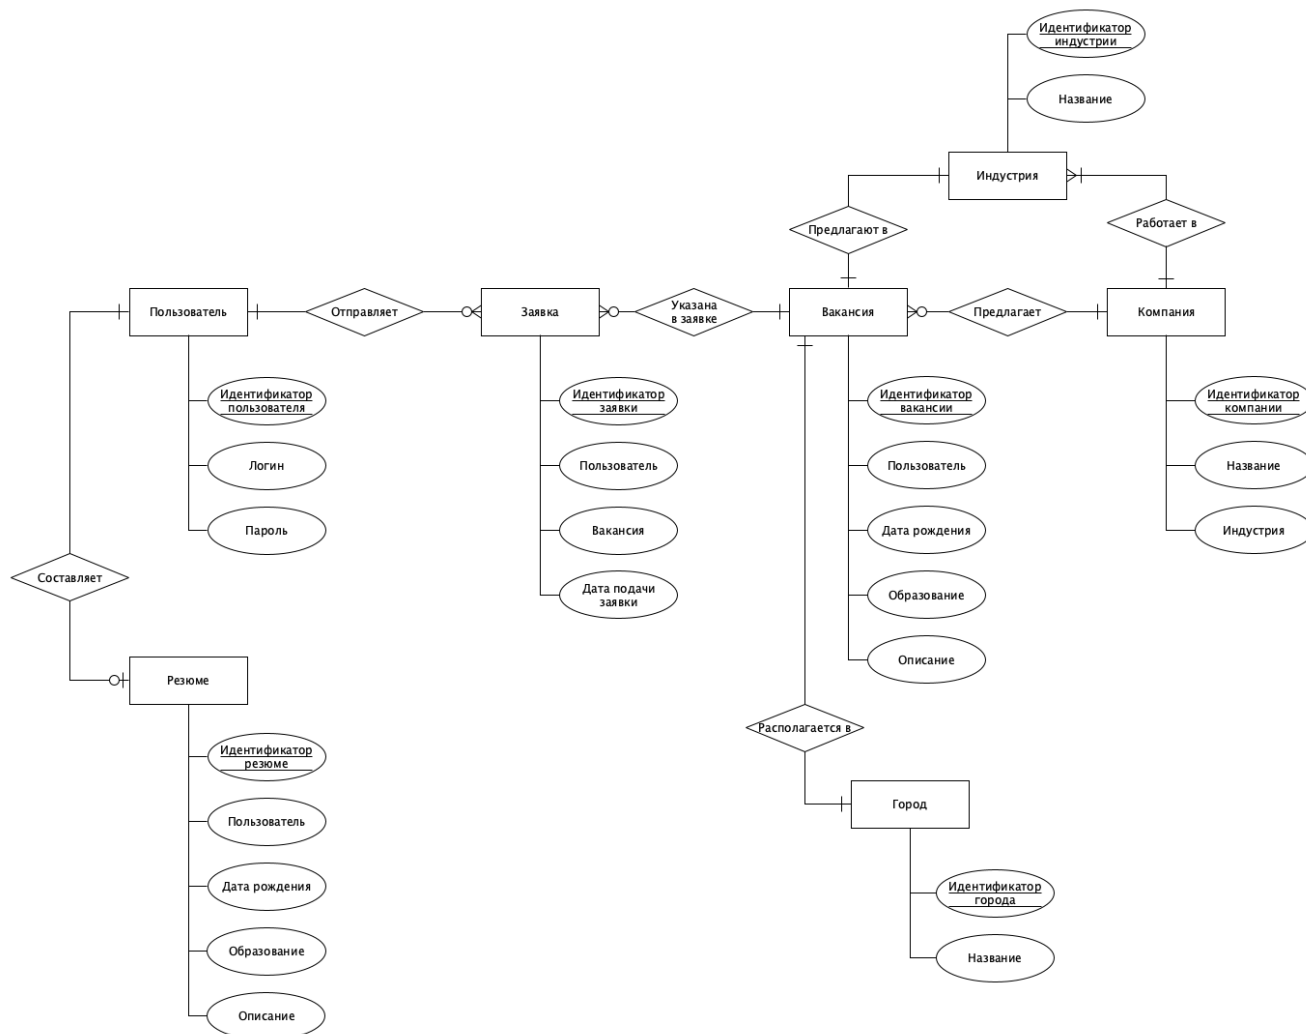 Идентификатор
индустрии
Название
Индустрия
Предлагают в
Работает в
Пользователь
Отправляет
Заявка
Указана
в заявке
Вакансия
Предлагает
Компания
Идентификатор
пользователя
Логин
Пароль
Идентификатор
заявки
Пользователь
Вакансия
Дата подачи
заявки
Идентификатор
вакансии
Пользователь
Дата рождения
Образование
Описание
Идентификатор
компании
Название
Индустрия
Составляет
Резюме
Идентификатор
резюме
Пользователь
Дата рождения
Образование
Описание
Располагается в
Город
Идентификатор
города
Название